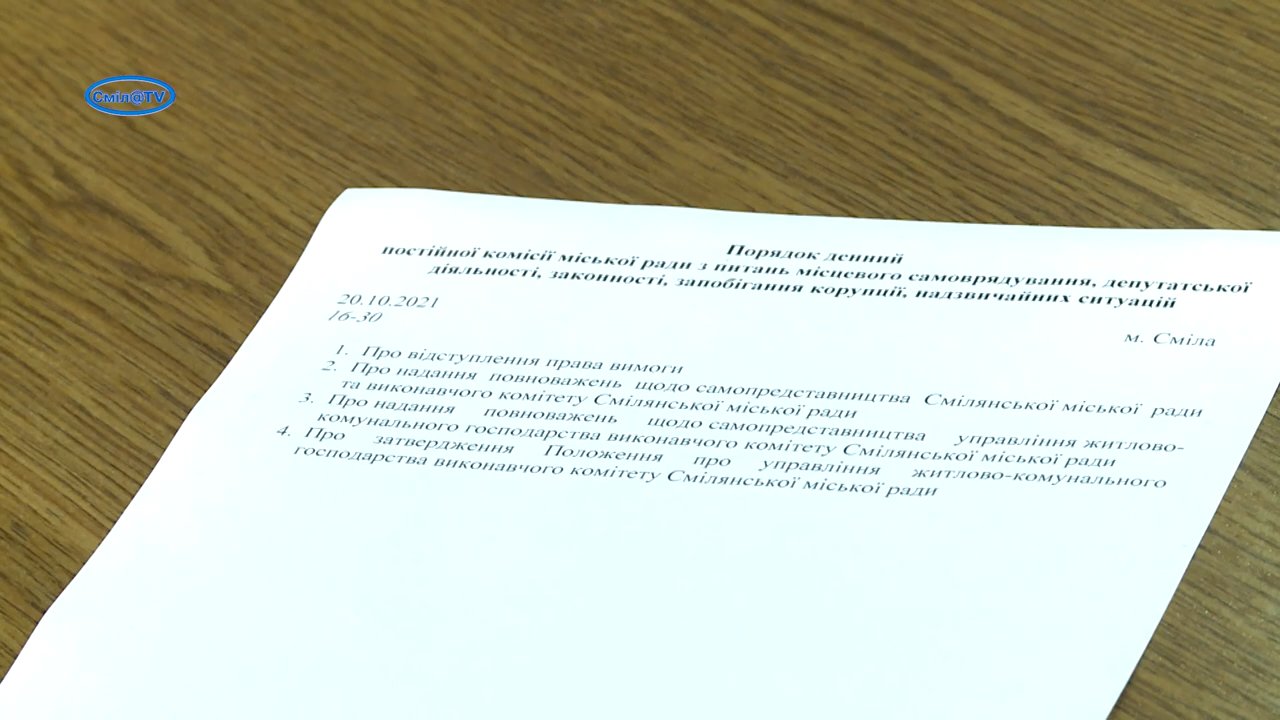 Сміл@TV
Порядок денний
постійної комісії міської ради з питань місцевого самоврядування, депутатської
діяльності, законності, запобігання корупції, надзвичайних ситуацій
20.10.2021
16-30
м. Сміла
1. Про відступлення права вимоги
2. Про надання повноважень щодо самопредставництва Смілянської міської ради
та виконавчого комітету Смілянської міської ради
3. Про надання повноважень щодо самопредставництва управління житлово-
комунального господарства виконавчого комітету Смілянської міської ради
4. Про затвердження Положення про управління житлово-комунального
господарства виконавчого комітету Смілянської міської ради